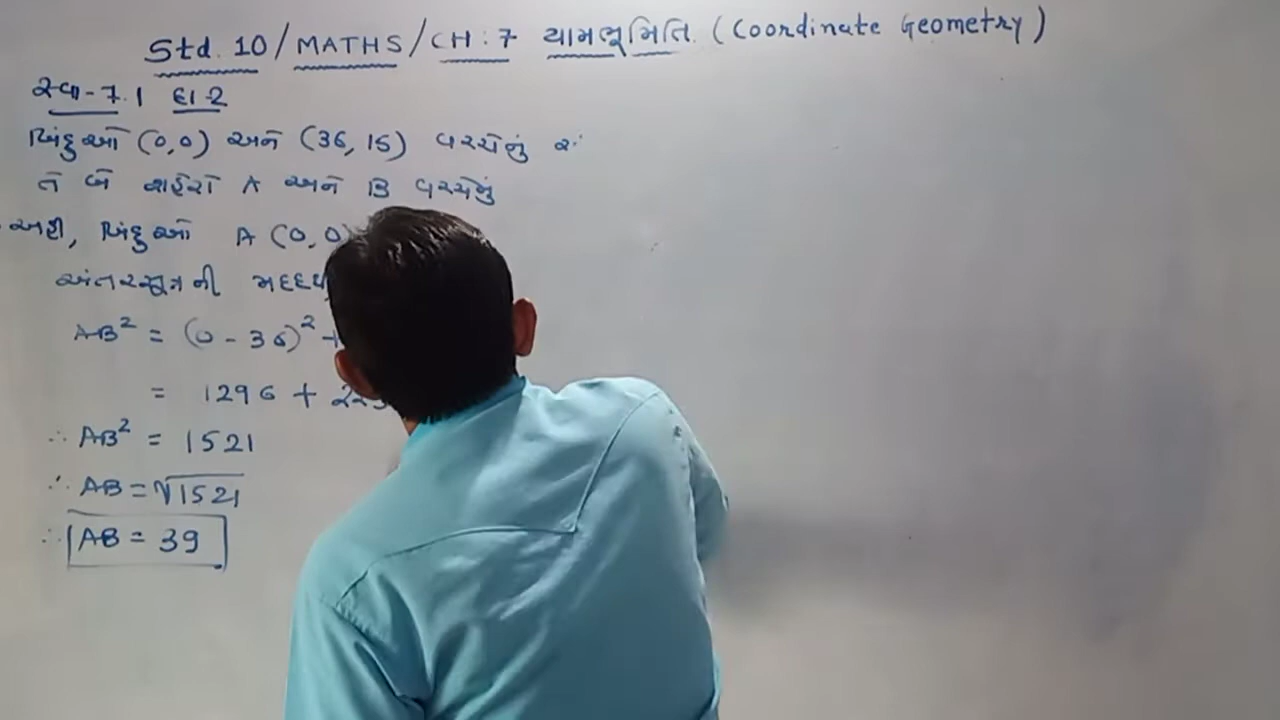 Std. 10/MATHS/CH:7 યામભૂમિતિ. (Coordinate Geometry)
સ્વા-7.1 દા.2
બિંદુઓ (0,0) અને (36,15) વચ્ચેનું
તે બે શહેરો A અને B વચ્ચેનું
અહી, બિંદુઓ A (0,0)
અંતરસૂત્રની
AB² = (0-36)² +
= 1296 + 225
∴ AB² = 1521
∴ AB = √1521
∴ AB = 39